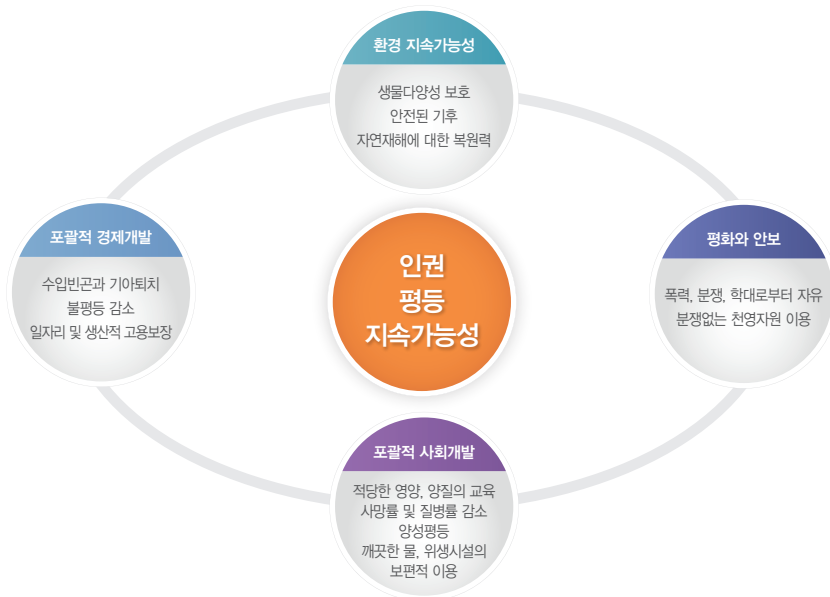 환경 지속가능성
생물다양성 보호
안전된 기후
자연재해에 대한 복원력
포괄적 경제개발
수입빈곤과 기아퇴치
불평등 감소
일자리 및 생산적 고용보장
인권
평등
지속가능성
평화와 안보
폭력, 분쟁, 학대로부터 자유
분쟁없는 천영자원 이용
포괄적 사회개발
적당한 영양, 양질의 교육
사망률 및 질병률 감소
양성평등
깨끗한 물, 위생시설의
보편적 이용